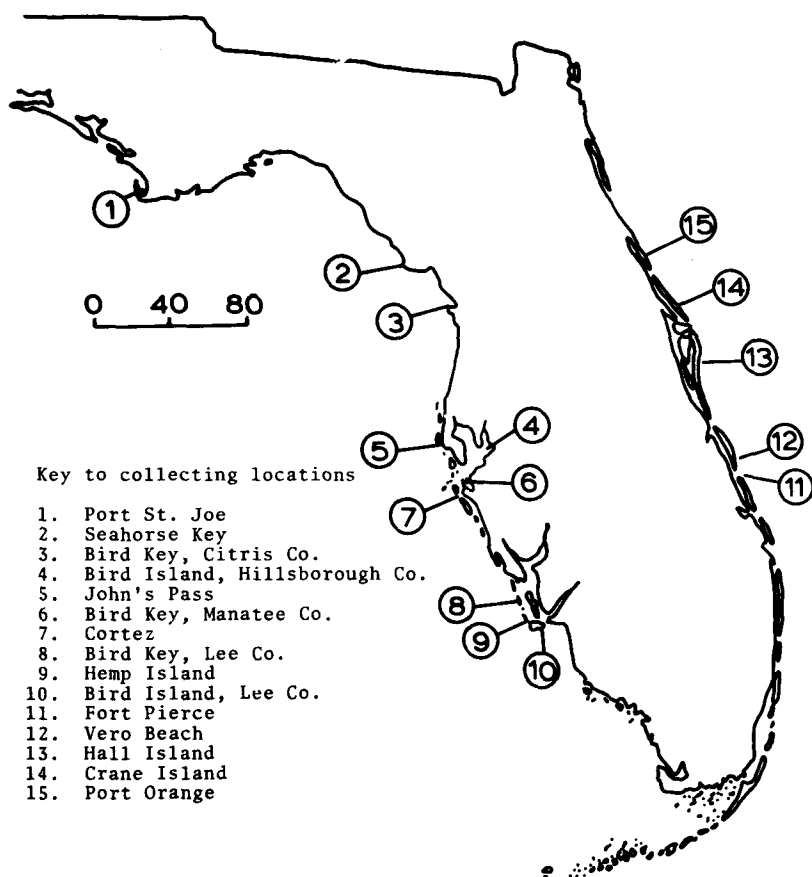 1
2
3
0 40 80
4
5
6
7
8
9
10
11
12
13
14
15
Key to collecting locations
1. Port St. Joe
2. Seahorse Key
3. Bird Key, Citris Co.
4. Bird Island, Hillsborough Co.
5. John's Pass
6. Bird Key, Manatee Co.
7. Cortez
8. Bird Key, Lee Co.
9. Hemp Island
10. Bird Island, Lee Co.
11. Fort Pierce
12. Vero Beach
13. Hall Island
14. Crane Island
15. Port Orange